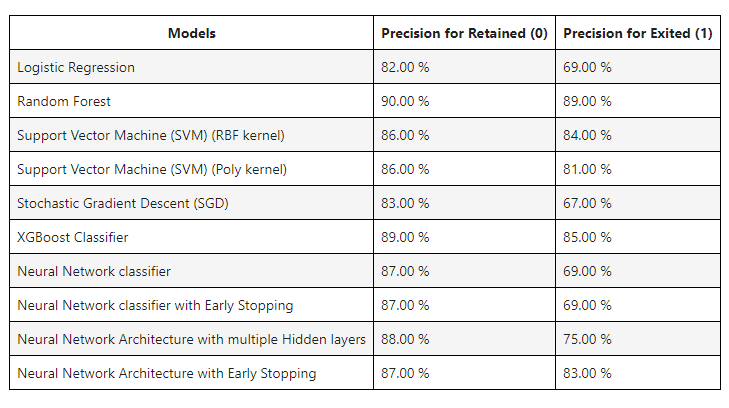 Models Precision for Retained (0) Precision for Exited (1)
Logistic Regression 82.00 % 69.00 %
Random Forest 90.00 % 89.00 %
Support Vector Machine (SVM) (RBF kernel) 86.00 % 84.00 %
Support Vector Machine (SVM) (Poly kernel) 86.00 % 81.00 %
Stochastic Gradient Descent (SGD) 83.00 % 67.00 %
XGBoost Classifier 89.00 % 85.00 %
Neural Network classifier 87.00 % 69.00 %
Neural Network classifier with Early Stopping 87.00 % 69.00 %
Neural Network Architecture with multiple Hidden layers 88.00 % 75.00 %
Neural Network Architecture with Early Stopping 87.00 % 83.00 %